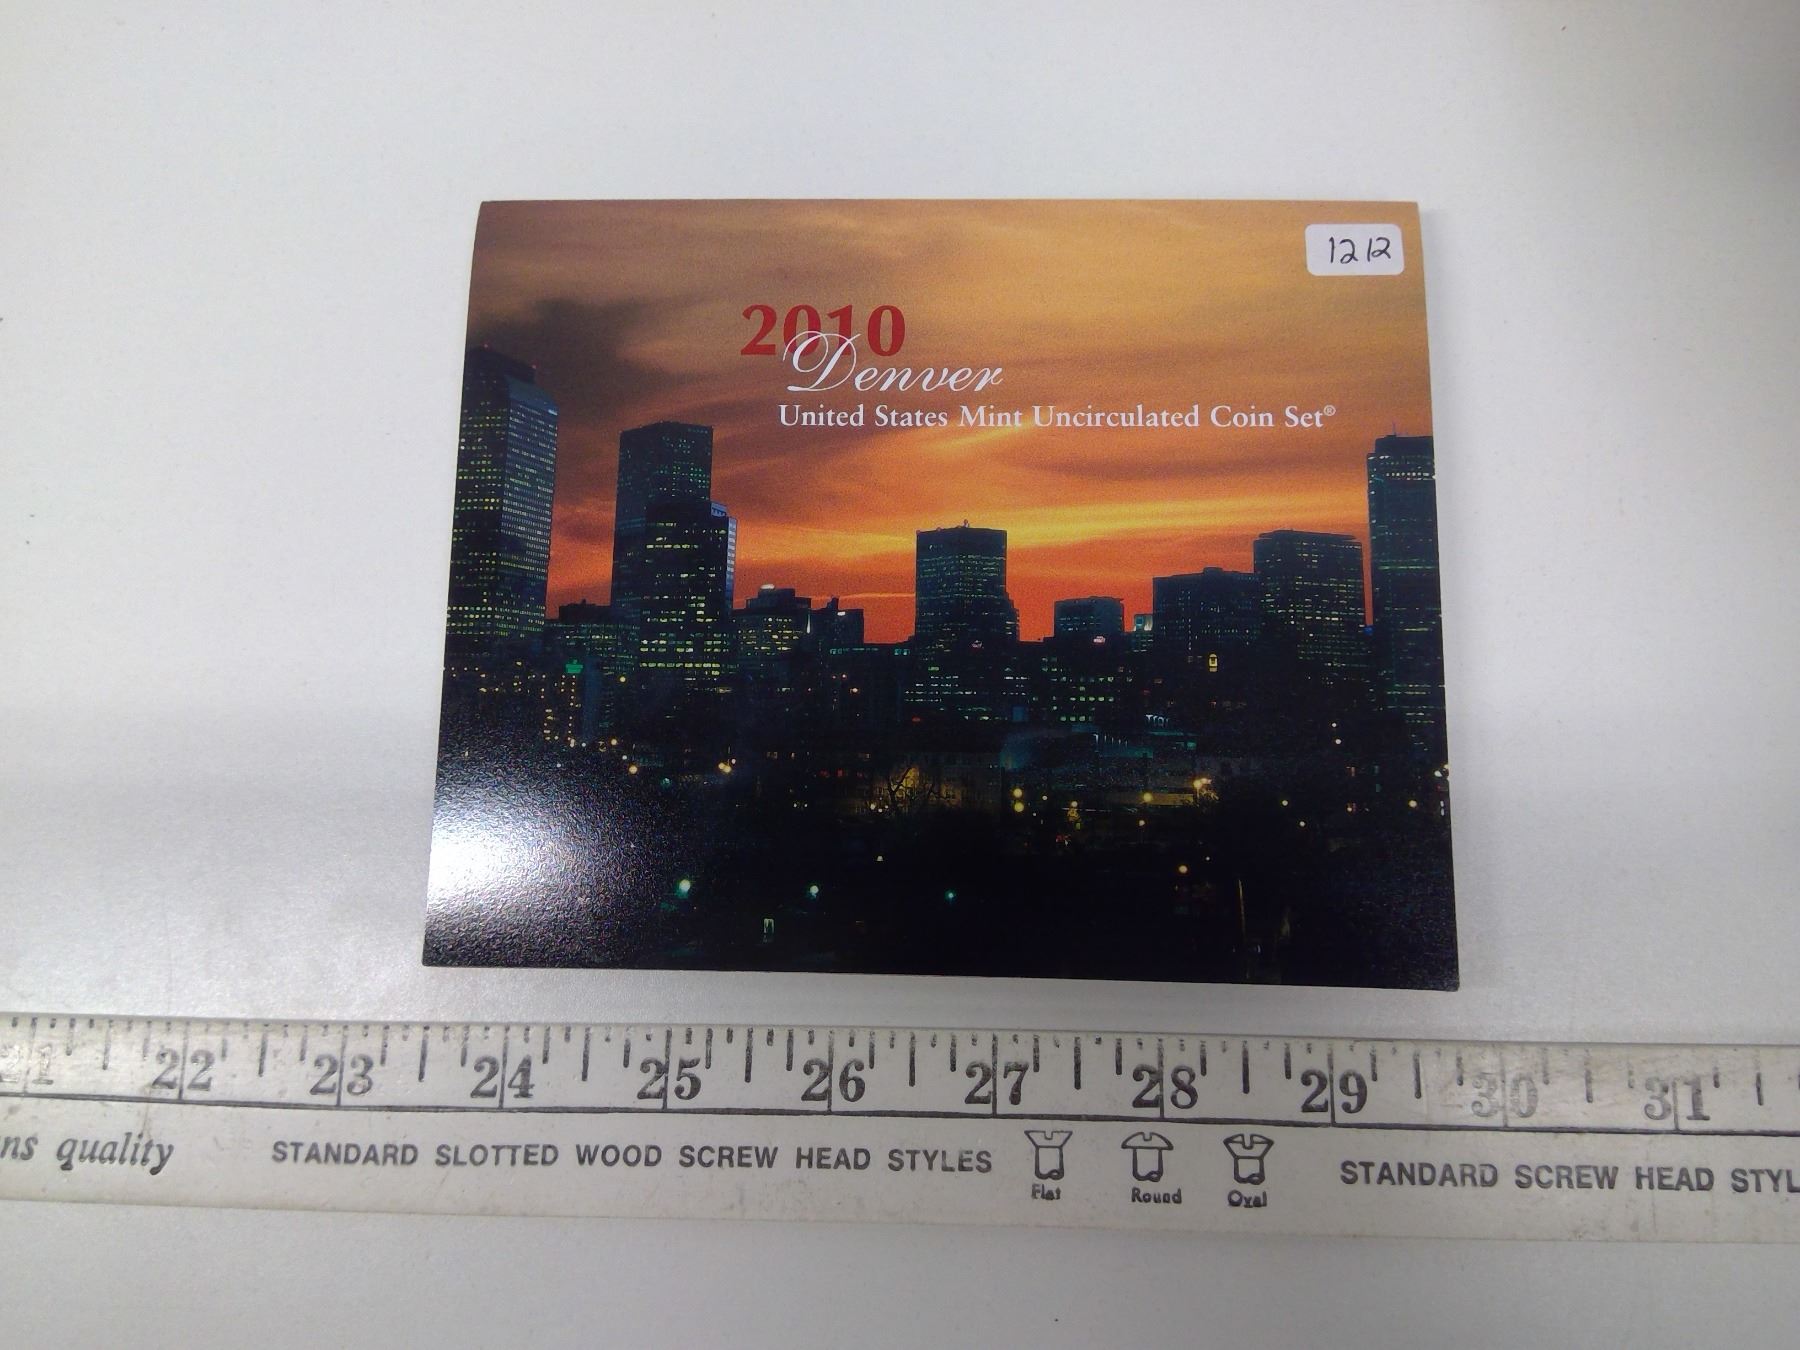 1212
2010
Denver
United States Mint Uncirculated Coin Set®
21 22 23 24 25 26 27 28 29 30 31
ns quality STANDARD SLOTTED WOOD SCREW HEAD STYLES Flat Round Oval STANDARD SCREW HEAD STYL